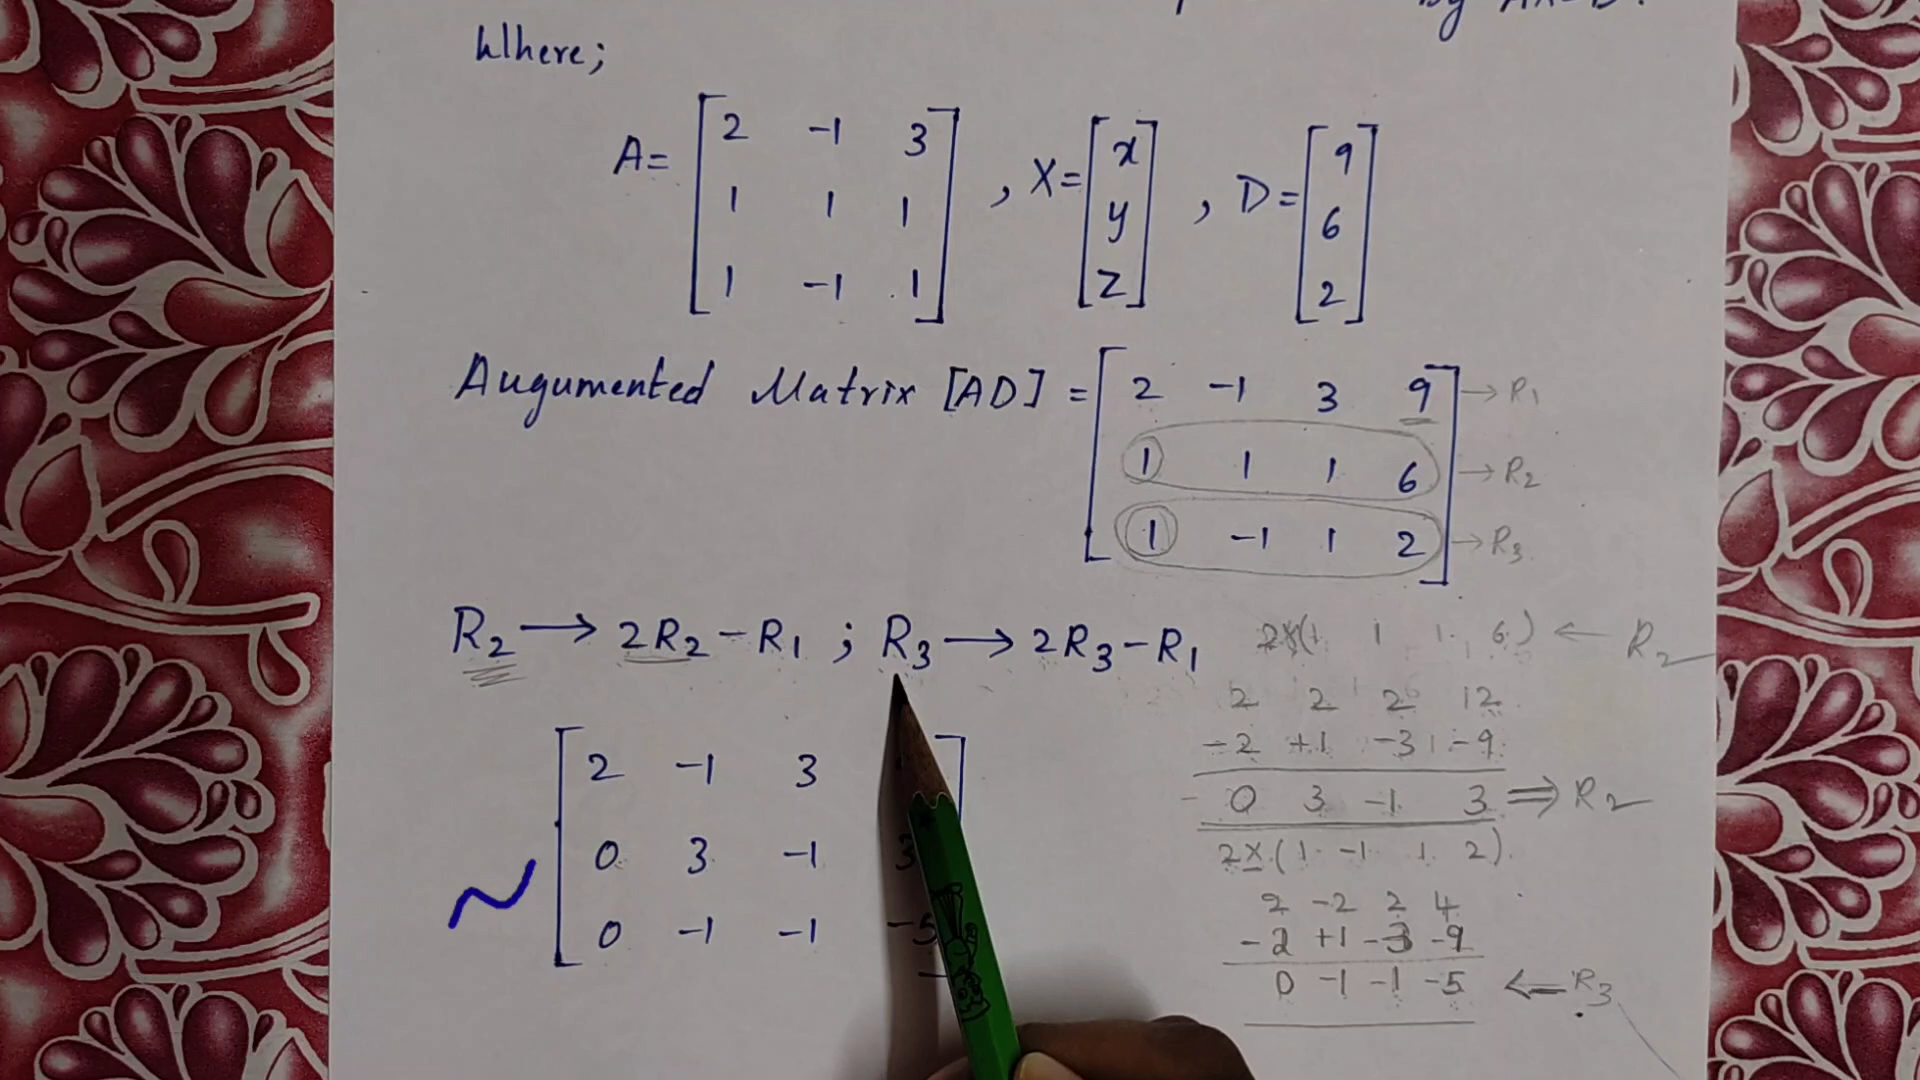 by AX=D.
Where;
A= [ 2 -1 3 ] , X= [ x ] , D= [ 9 ]
[ 1 1 1 ] [ y ] [ 6 ]
[ 1 -1 1 ] [ z ] [ 2 ]
Augumented Matrix [AD] = [ 2 -1 3 9 ] → R1
[ 1 1 1 6 ] → R2
[ 1 -1 1 2 ] → R3
R2 → 2R2 - R1 ; R3 → 2R3 - R1
2x(1 1 1 6) ← R2
2 2 2 12
-2 +1 -3 -9
0 3 -1 3 ⇒ R2
2x(1 -1 1 2)
2 -2 2 4
-2 +1 -3 -9
0 -1 -1 -5 ⇐ R3
~ [ 2 -1 3 ]
[ 0 3 -1 3 ]
[ 0 -1 -1 -5 ]